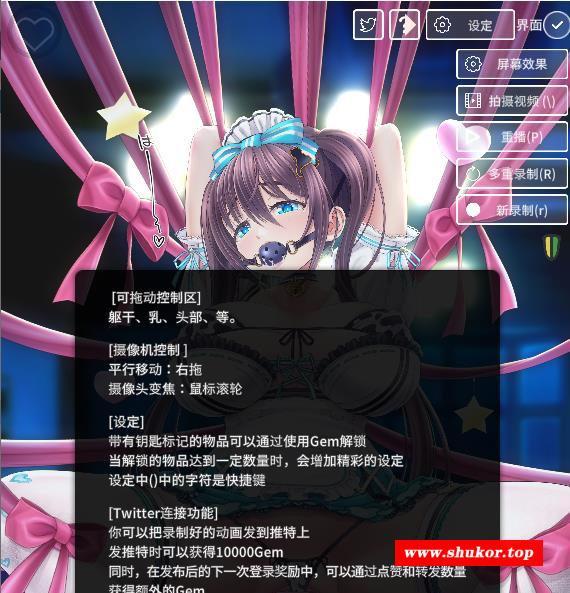 设定
界面
屏幕效果
拍摄视频(\)
重播(P)
多重录制(R)
新录制(r)
は
[可拖动控制区]
躯干、乳、头部、等。
[摄像机控制 ]
平行移动：右拖
摄像头变焦：鼠标滚轮
[设定]
带有钥匙标记的物品可以通过使用Gem解锁
当解锁的物品达到一定数量时，会增加精彩的设定
设定中()中的字符是快捷键
[Twitter连接功能]
你可以把录制好的动画发到推特上
发推特时可以获得10000Gem
www.shukor.top
同时，在发布后的下一次登录奖励中，可以通过点赞和转发数量
获得额外的Gem